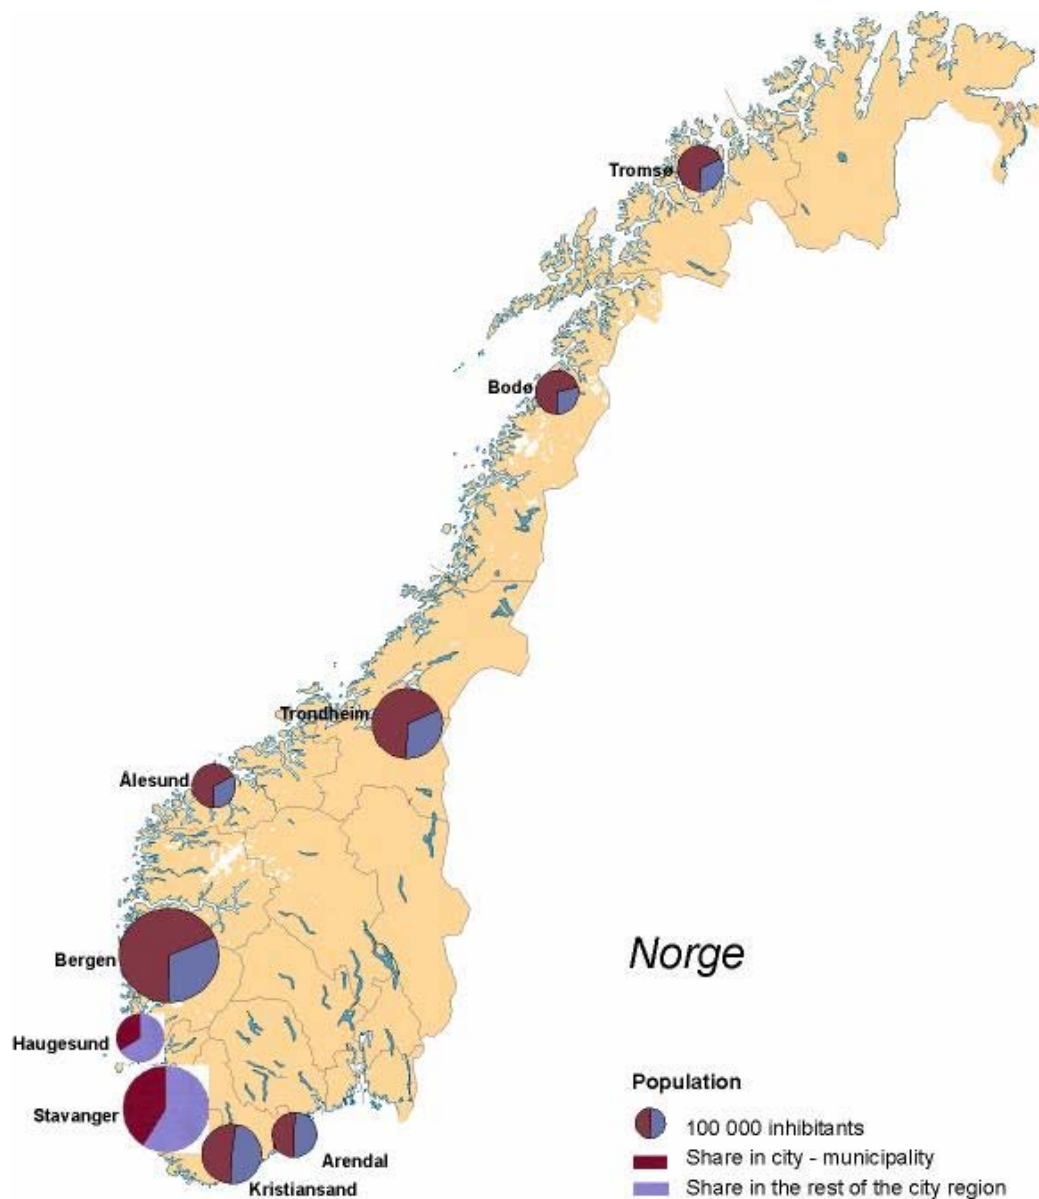 Tromsø
Bodø
Trondheim
Ålesund
Bergen
Norge
Haugesund
Stavanger
Arendal
Kristiansand
Population
100 000 inhibitants
Share in city - municipality
Share in the rest of the city region